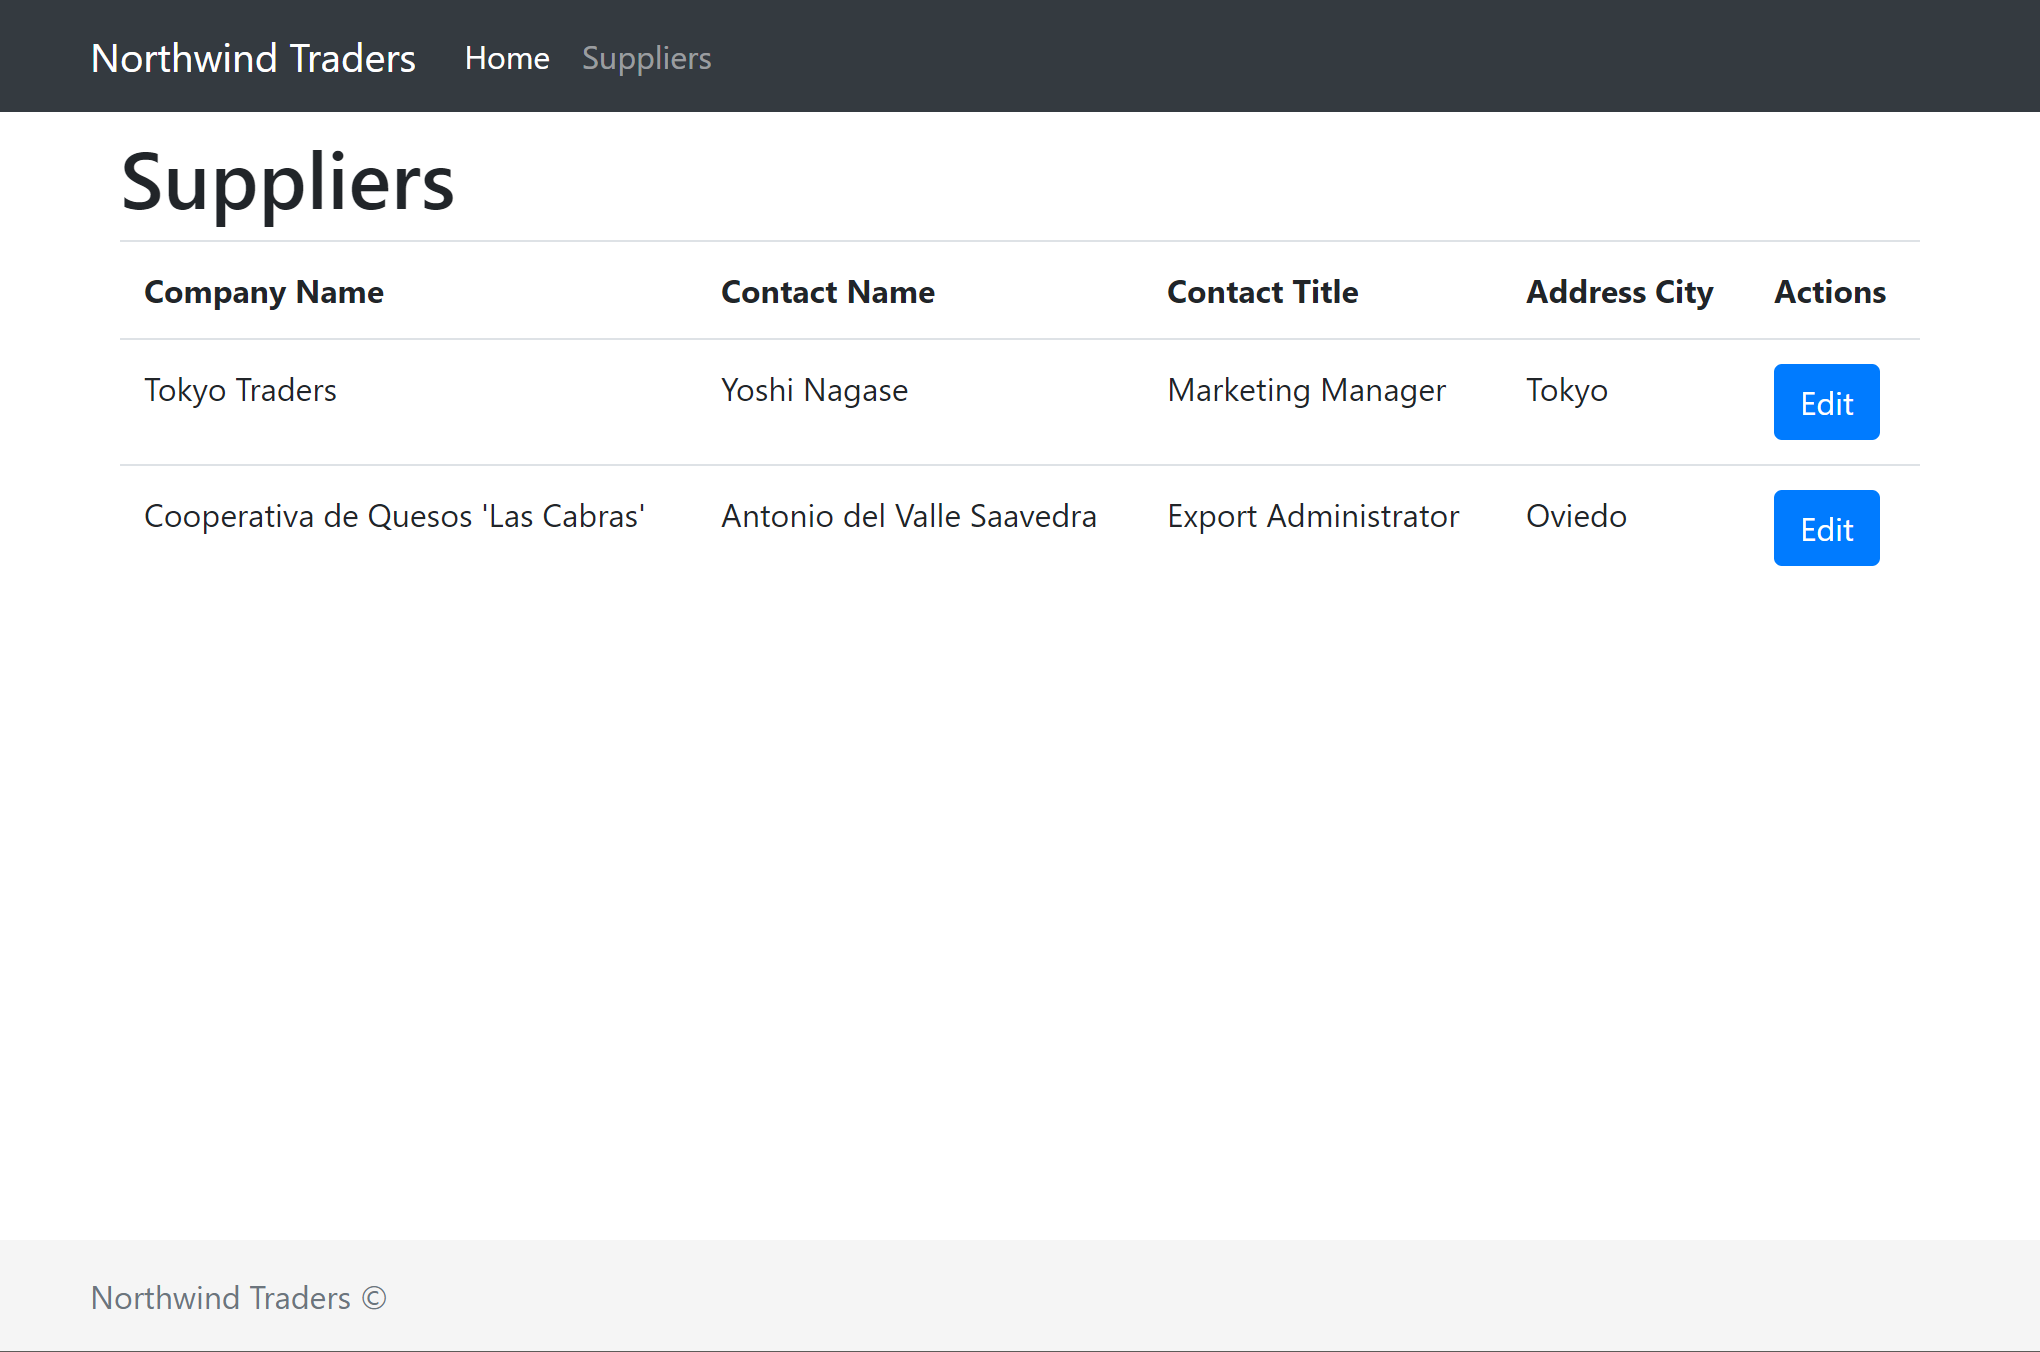 Northwind Traders Home Suppliers
Suppliers
Company Name Contact Name Contact Title Address City Actions
Tokyo Traders Yoshi Nagase Marketing Manager Tokyo Edit
Cooperativa de Quesos 'Las Cabras' Antonio del Valle Saavedra Export Administrator Oviedo Edit
Northwind Traders ©